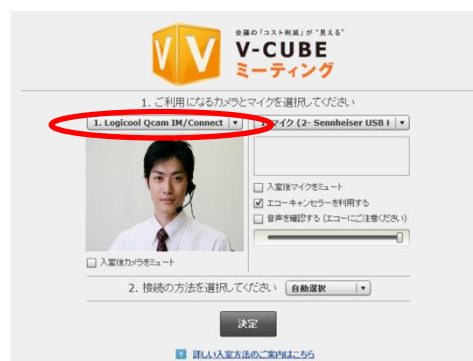 会議の「コスト削減」が"見える"
V-CUBE
ミーティング
1. ご利用になるカメラとマイクを選択してください
1. Logicool Qcam IM/Connect
1. マイク (2- Sennheiser USB
入室後マイクをミュート
エコーキャンセラーを利用する
音声を確認する (エコーにご注意ください)
入室後カメラをミュート
2. 接続の方法を選択してください
自動選択
決定
? 詳しい入室方法のご案内はこちら